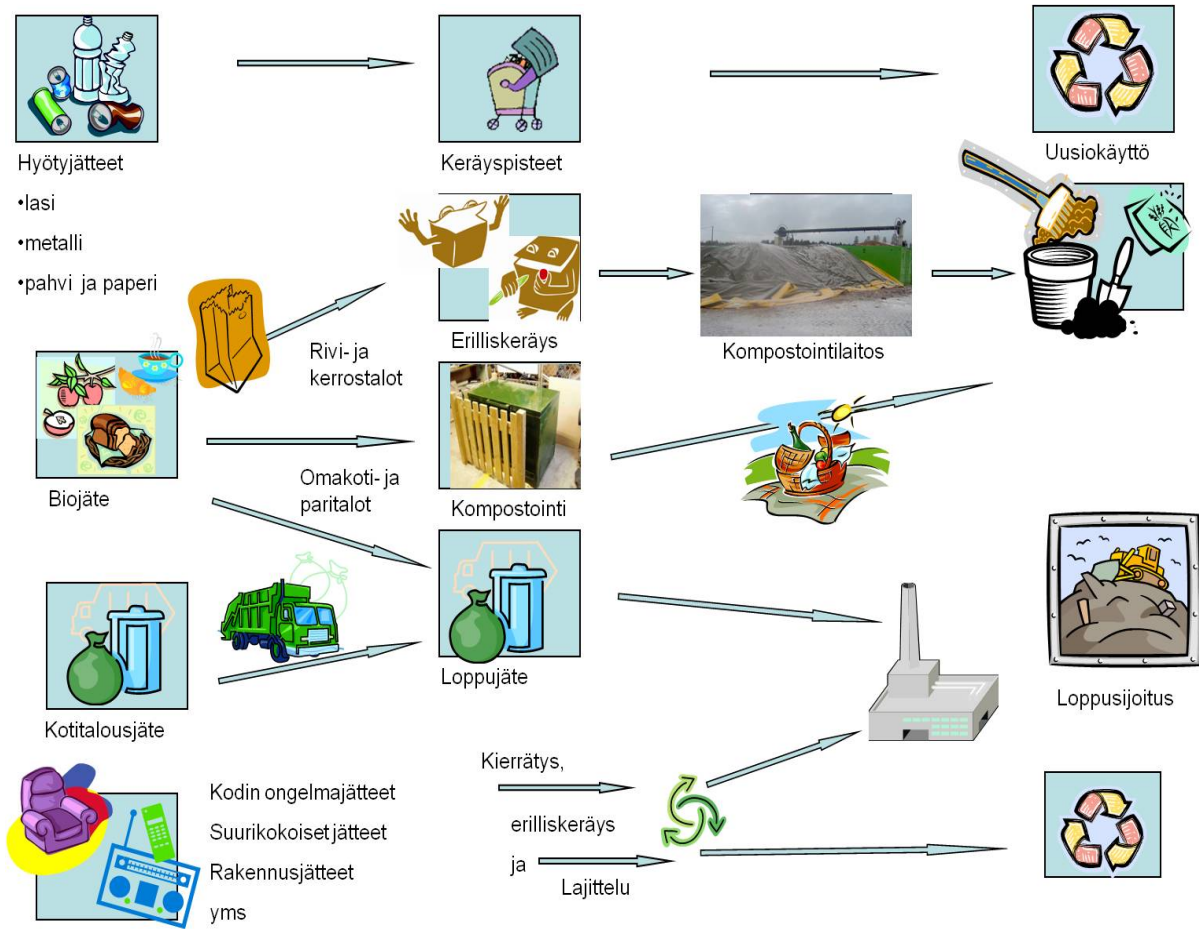 Hyötyjätteet
•lasi
•metalli
•pahvi ja paperi
Keräyspisteet
Uusiokäyttö
Erilliskeräys
Rivi- ja
kerrostalot
Kompostointilaitos
Biojäte
Omakoti- ja
paritalot
Kompostointi
Kotitalousjäte
Loppujäte
Loppusijoitus
Kodin ongelmajätteet
Suurikokoiset jätteet
Rakennusjätteet
yms
Kierrätys,
erilliskeräys
ja
Lajittelu